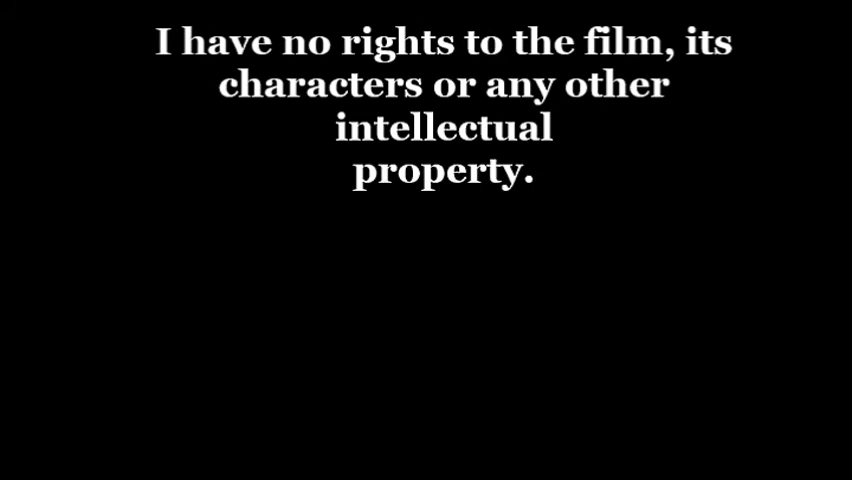 I have no rights to the film, its
characters or any other
intellectual
property.